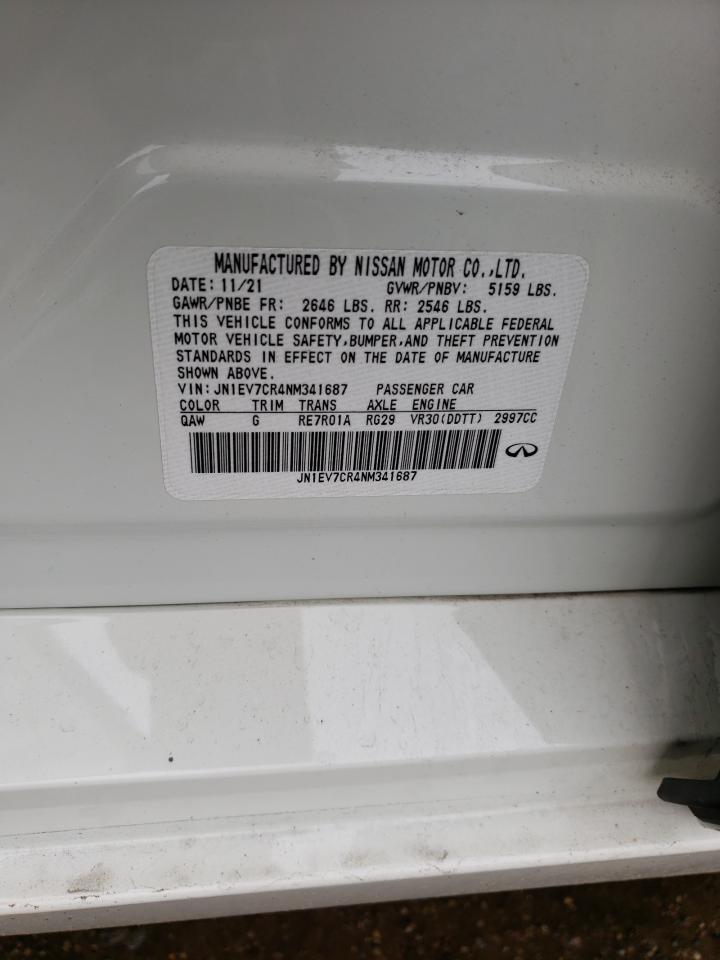 MANUFACTURED BY NISSAN MOTOR CO.,LTD.
DATE: 11/21 GVWR/PNBV: 5159 LBS.
GAWR/PNBE FR: 2646 LBS. RR: 2546 LBS.
THIS VEHICLE CONFORMS TO ALL APPLICABLE FEDERAL
MOTOR VEHICLE SAFETY,BUMPER,AND THEFT PREVENTION
STANDARDS IN EFFECT ON THE DATE OF MANUFACTURE
SHOWN ABOVE.
VIN:JN1EV7CR4NM341687 PASSENGER CAR
COLOR TRIM TRANS AXLE ENGINE
QAW G RE7R01A RG29 VR30(DDTT) 2997CC
JN1EV7CR4NM341687